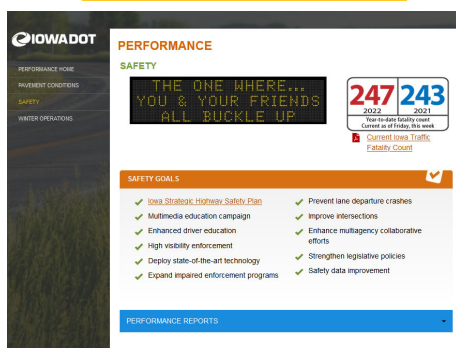 IOWADOT
PERFORMANCE HOME
PAVEMENT CONDITIONS
SAFETY
WINTER OPERATIONS
PERFORMANCE
SAFETY
THE ONE WHERE...
YOU & YOUR FRIENDS
ALL BUCKLE UP
247 243
2022 2021
Year-to-date fatality count
Current as of Friday, this week
Current Iowa Traffic
Fatality Count
SAFETY GOALS
Iowa Strategic Highway Safety Plan
Multimedia education campaign
Enhanced driver education
High visibility enforcement
Deploy state-of-the-art technology
Expand impaired enforcement programs
Prevent lane departure crashes
Improve intersections
Enhance multiagency collaborative
efforts
Strengthen legislative policies
Safety data improvement
PERFORMANCE REPORTS